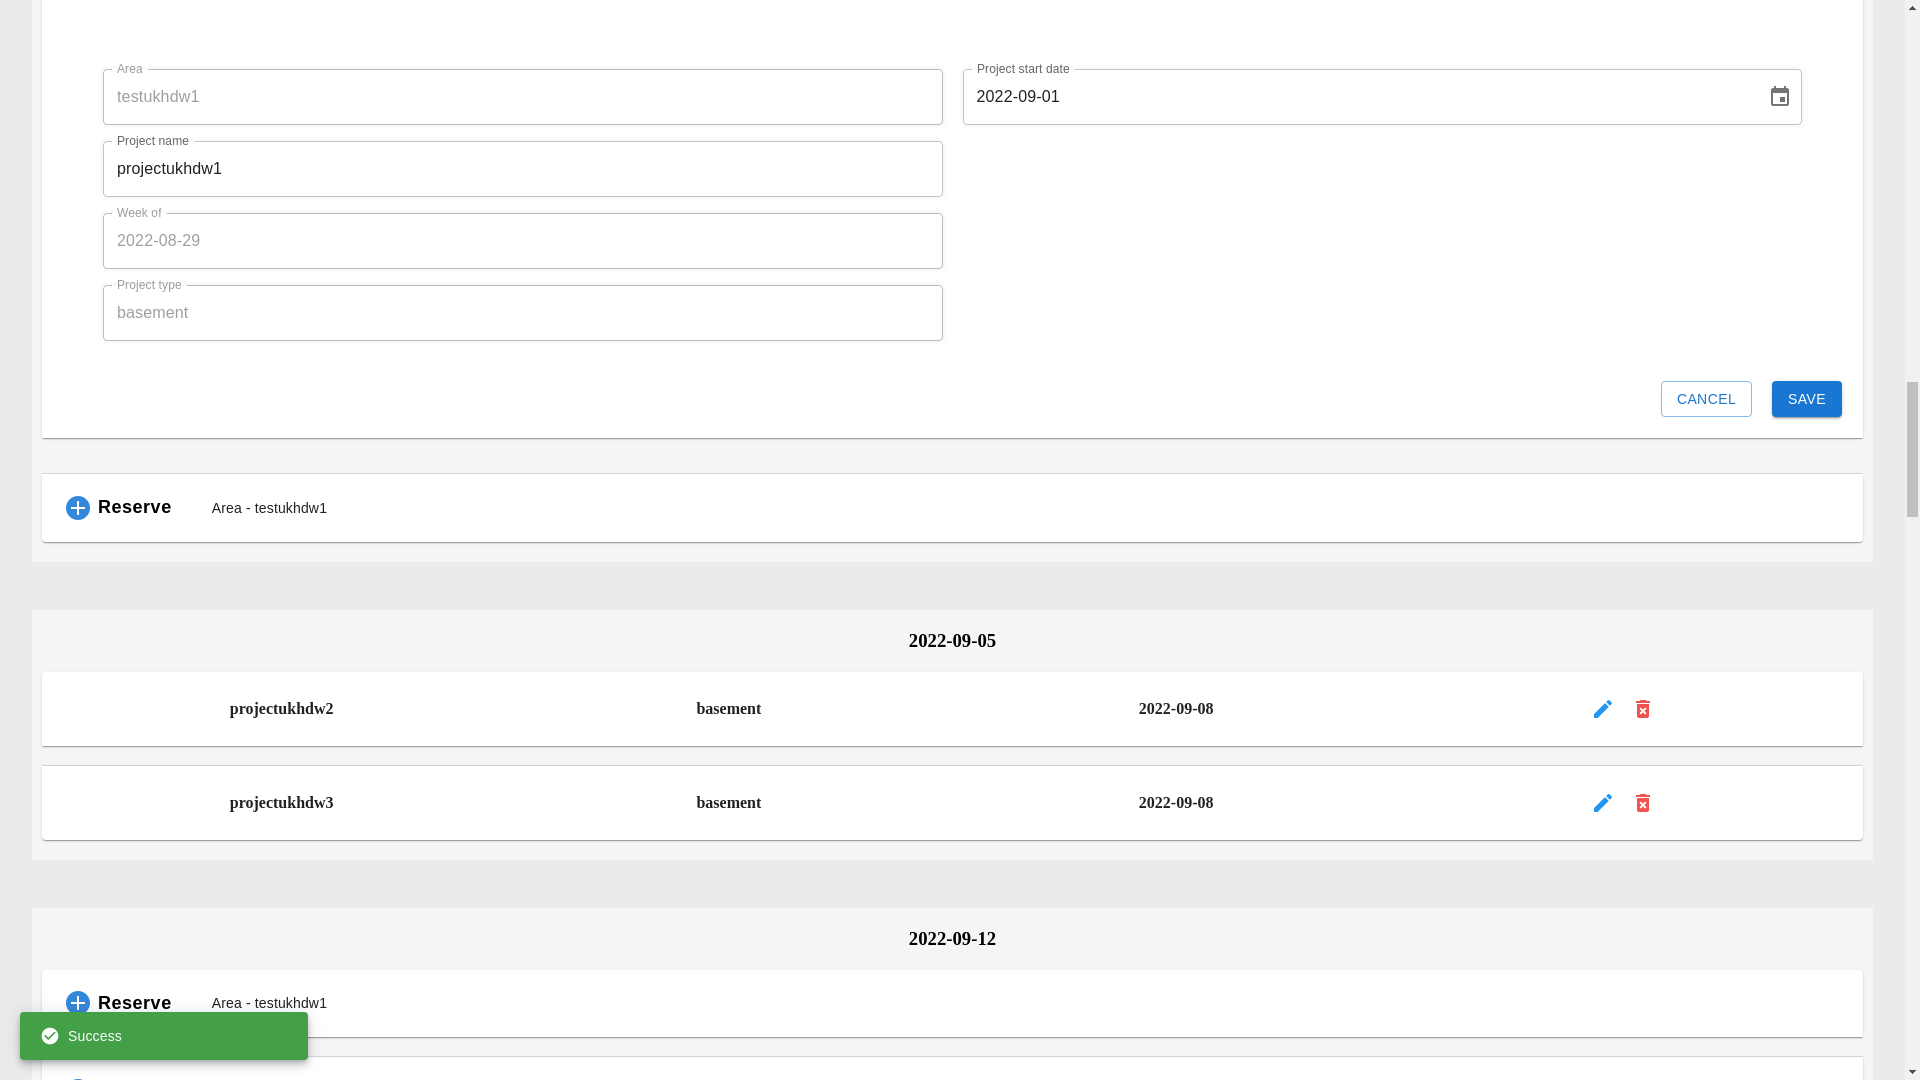 Area
testukhdw1
Project start date
2022-09-01
Project name
projectukhdw1
Week of
2022-08-29
Project type
basement
CANCEL
SAVE
Reserve
Area - testukhdw1
2022-09-05
projectukhdw2
basement
2022-09-08
projectukhdw3
basement
2022-09-08
2022-09-12
Reserve
Area - testukhdw1
Success